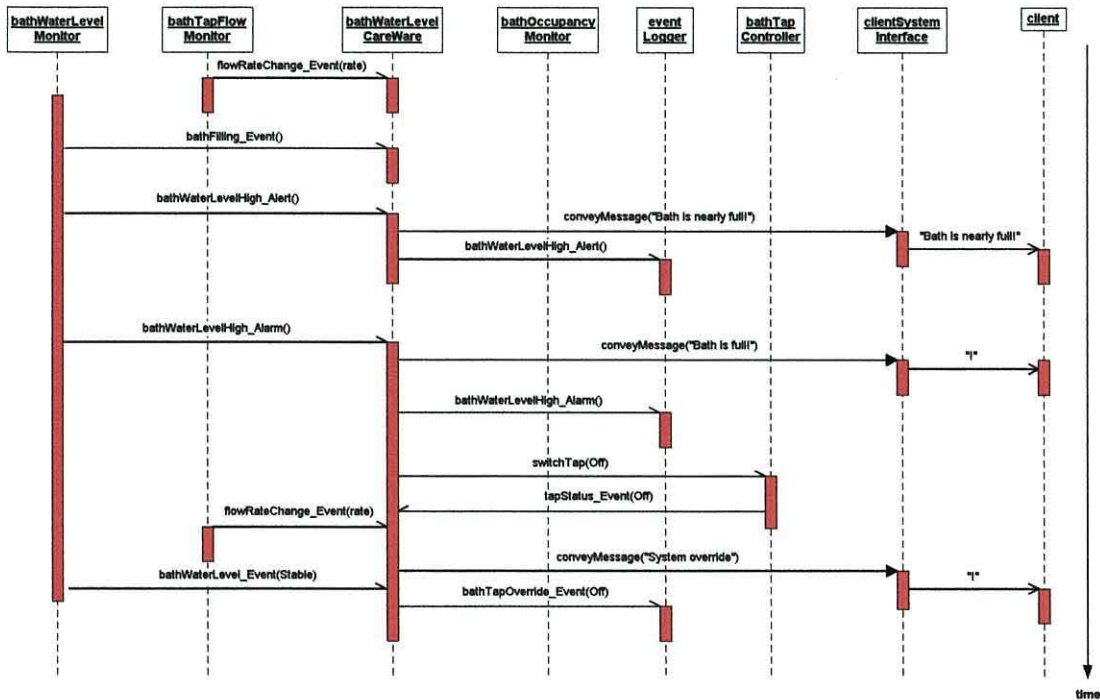 bathWaterLevel
Monitor
bathTapFlow
Monitor
bathWaterLevel
CareWare
bathOccupancy
Monitor
event
Logger
bathTap
Controller
clientSystem
Interface
client
flowRateChange_Event(rate)
bathFilling_Event()
bathWaterLevelHigh_Alert()
conveyMessage("Bath is nearly full!")
"Bath is nearly full!"
bathWaterLevelHigh_Alert()
bathWaterLevelHigh_Alarm()
conveyMessage("Bath is full!")
"!"
bathWaterLevelHigh_Alarm()
switchTap(Off)
tapStatus_Event(Off)
flowRateChange_Event(rate)
conveyMessage("System override")
bathWaterLevel_Event(Stable)
"!"
bathTapOverride_Event(Off)
time